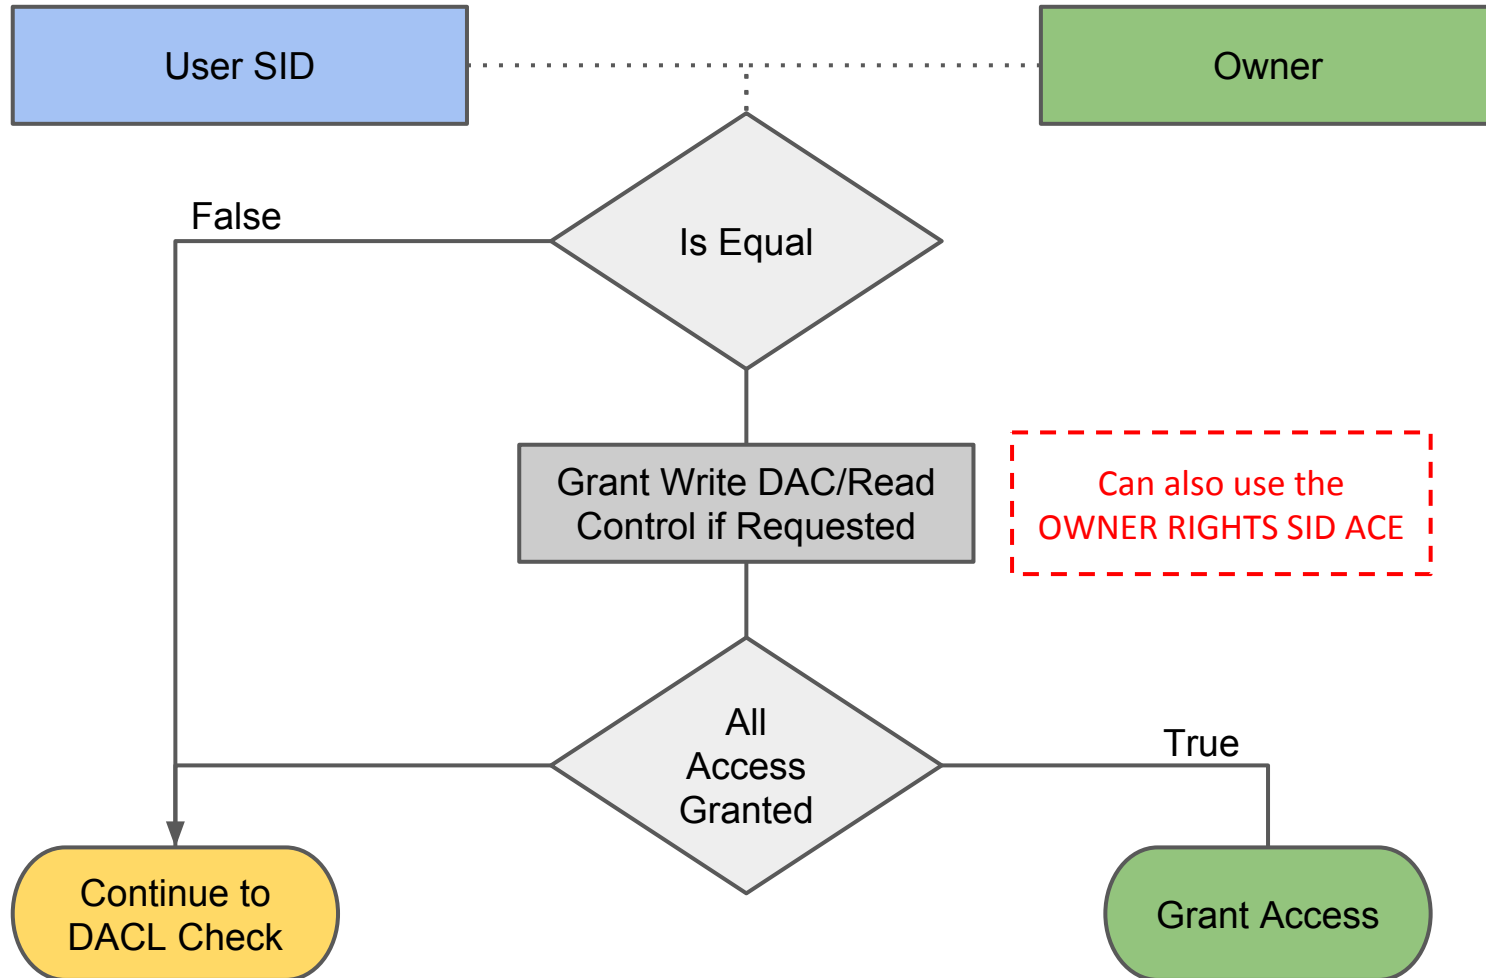 User SID
Owner
False
Is Equal
Grant Write DAC/Read
Control if Requested
Can also use the
OWNER RIGHTS SID ACE
All
Access
Granted
True
Continue to
DACL Check
Grant Access